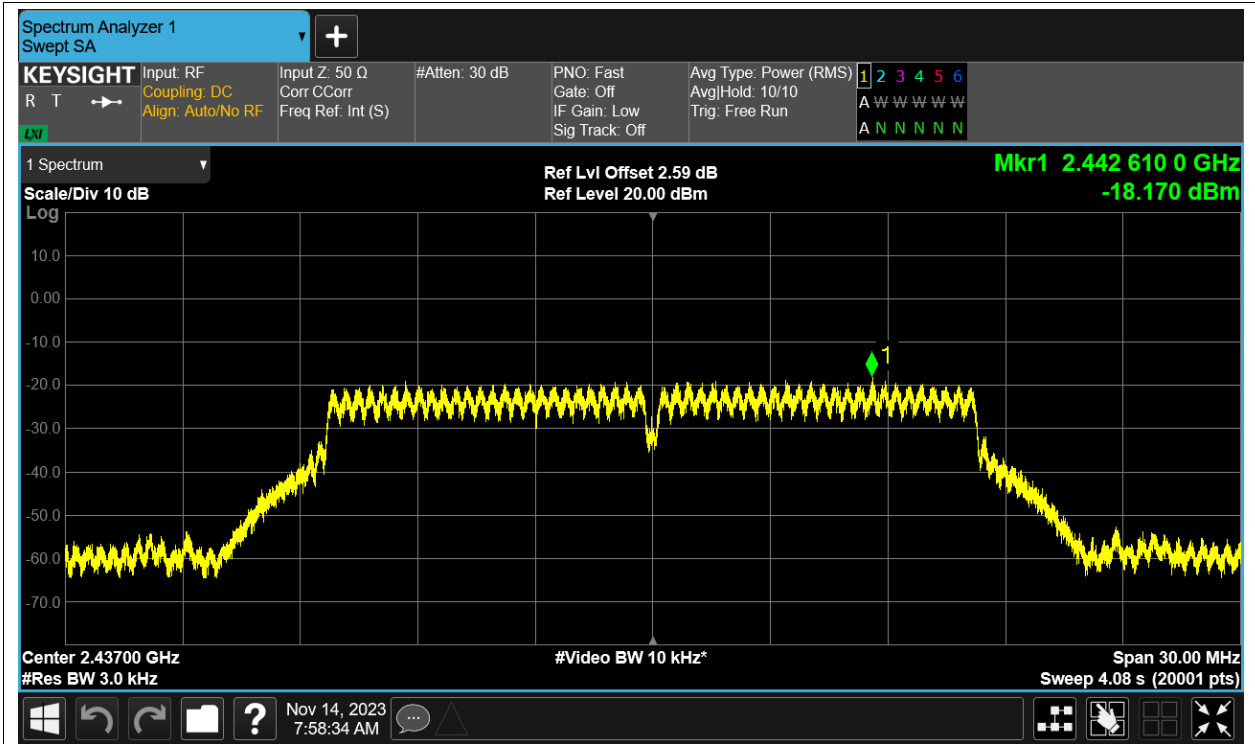 Spectrum Analyzer 1
Swept SA
KEYSIGHT
R T
LXI
Input: RF
Coupling: DC
Align: Auto/No RF
Input Z: 50 Ω
Corr CCorr
Freq Ref: Int (S)
#Atten: 30 dB
PNO: Fast
Gate: Off
IF Gain: Low
Sig Track: Off
Avg Type: Power (RMS)
Avg|Hold: 10/10
Trig: Free Run
1 2 3 4 5 6
A W W W W W
A N N N N N
1 Spectrum
Scale/Div 10 dB
Log
Ref Lvl Offset 2.59 dB
Ref Level 20.00 dBm
Mkr1 2.442 610 0 GHz
-18.170 dBm
10.0
0.00
-10.0
1
-20.0
-30.0
-40.0
-50.0
-60.0
-70.0
Center 2.43700 GHz
#Res BW 3.0 kHz
#Video BW 10 kHz*
Span 30.00 MHz
Sweep 4.08 s (20001 pts)
?
Nov 14, 2023
7:58:34 AM